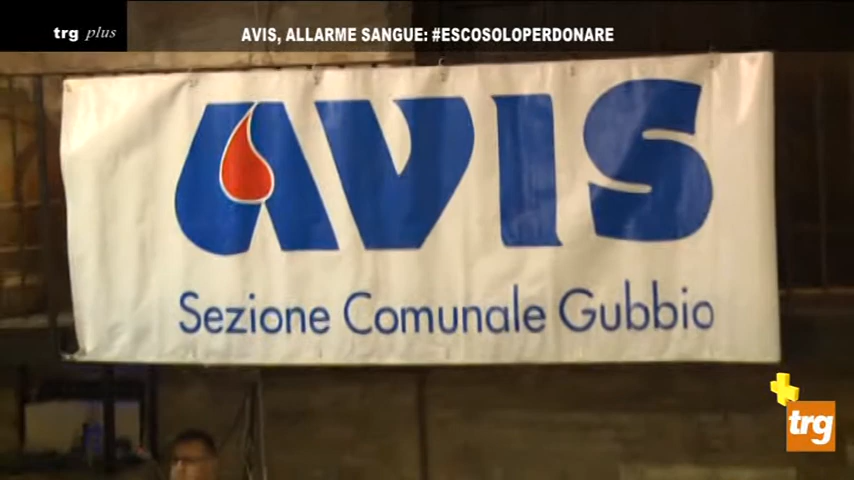 trg plus
AVIS, ALLARME SANGUE: #ESCOSOLOPERDONARE
AVIS
Sezione Comunale Gubbio
trg